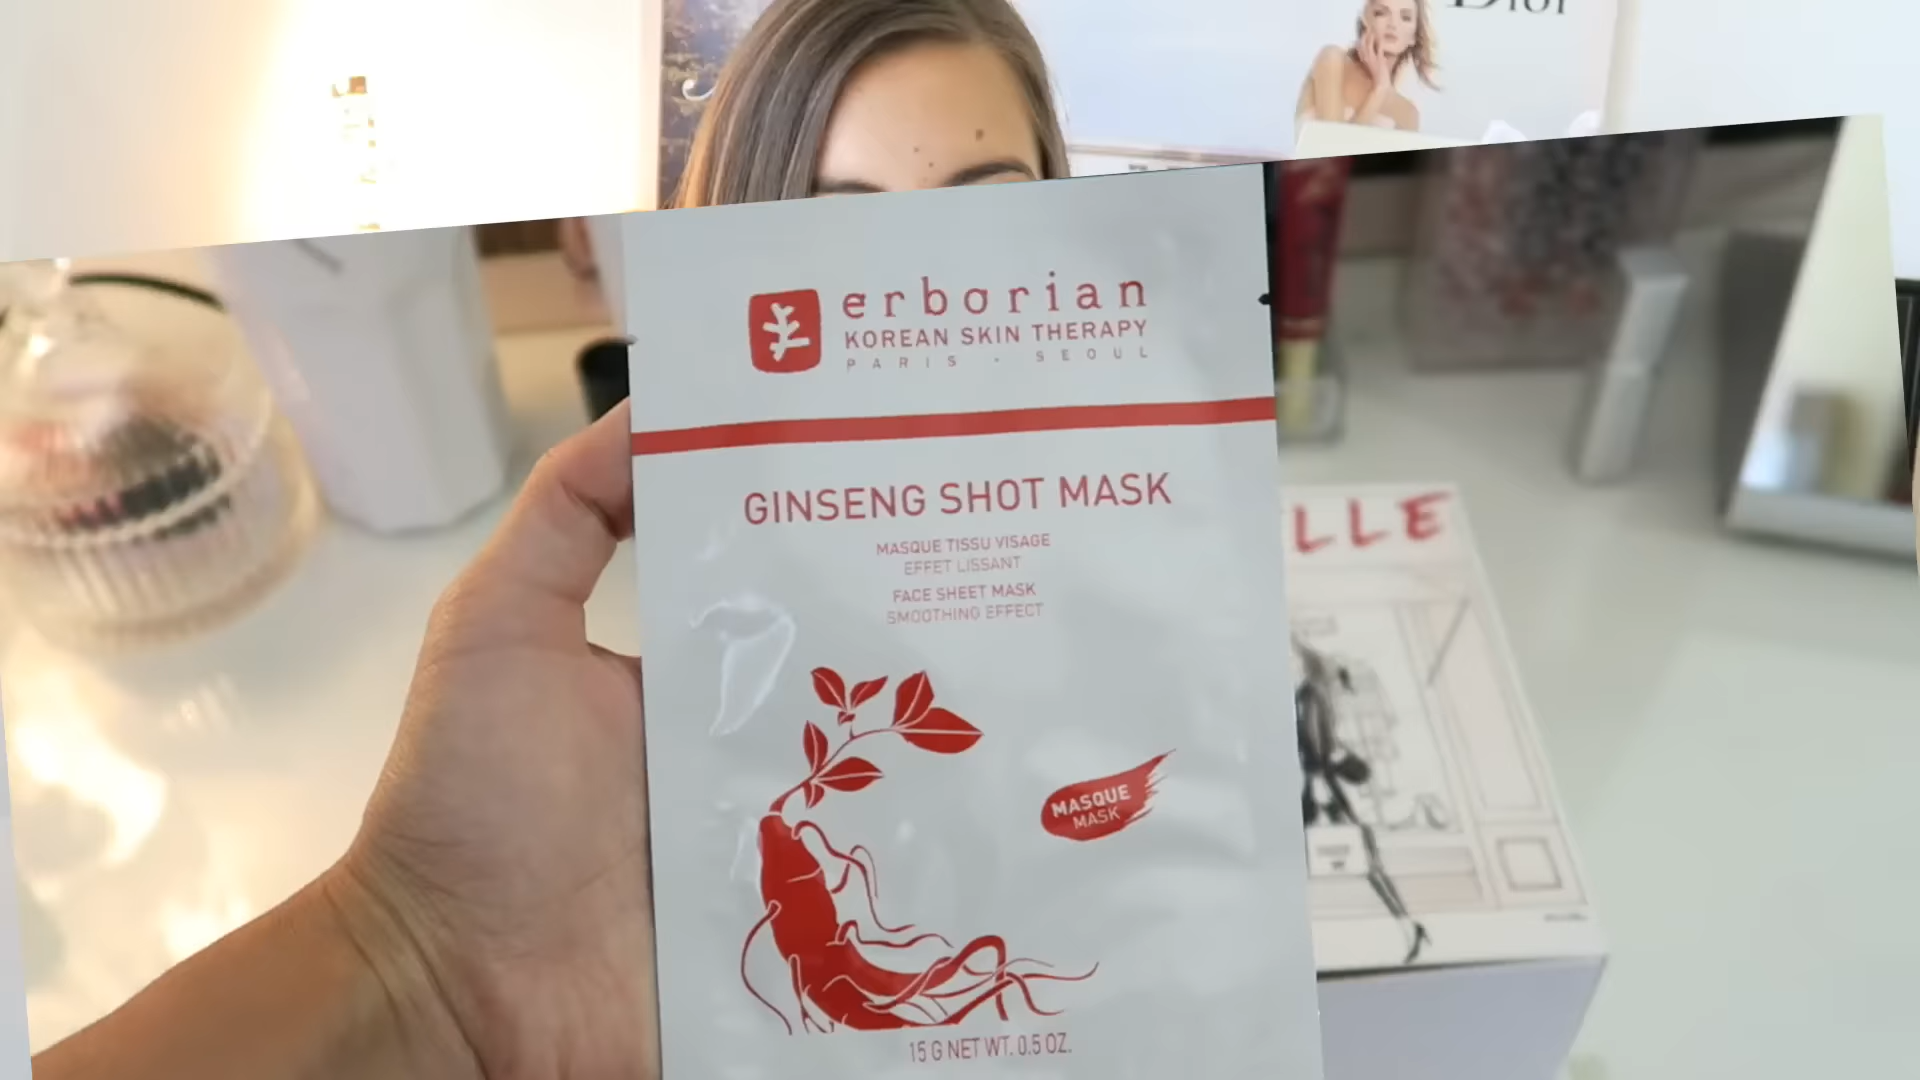 Dior
erborian
KOREAN SKIN THERAPY
PARIS · SEOUL
GINSENG SHOT MASK
MASQUE TISSU VISAGE
EFFET LISSANT
FACE SHEET MASK
SMOOTHING EFFECT
MASQUE
MASK
15 G NET WT. 0.5 OZ.
LLE